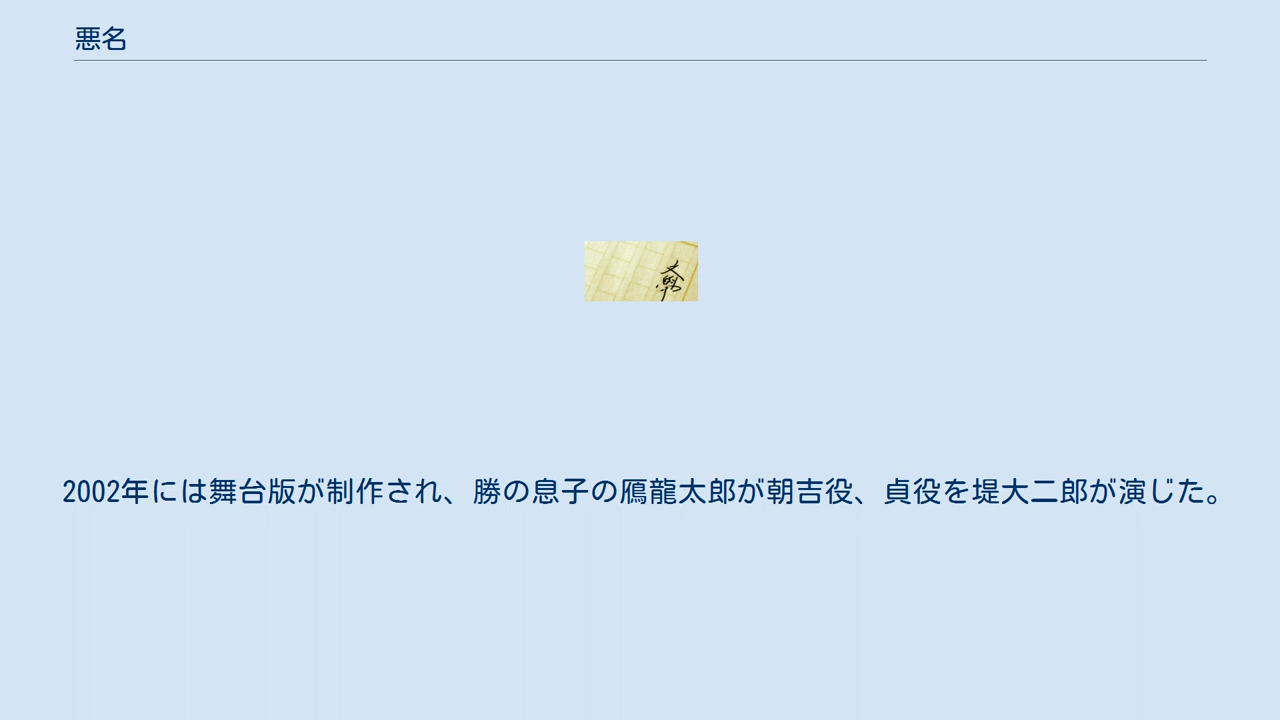 悪名
2002年には舞台版が制作され、勝の息子の鴈龍太郎が朝吉役、貞役を堤大二郎が演じた。